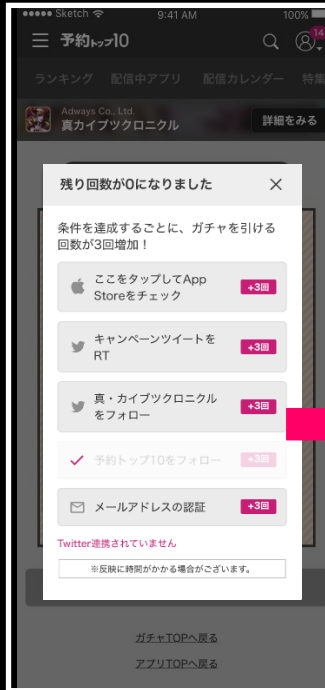 Sketch 9:41 AM 100%
予約トップ10
14
ランキング 配信中アプリ 配信カレンダー 特集
Adways Co., Ltd.
真カイブツクロニクル
詳細をみる
残り回数が0になりました
条件を達成するごとに、ガチャを引ける
回数が3回増加！
ここをタップしてApp
Storeをチェック
+3回
キャンペーンツイートを
RT
+3回
真・カイブツクロニクル
をフォロー
+3回
予約トップ10をフォロー
+3回
メールアドレスの認証
+3回
Twitter連携されていません
※反映に時間がかかる場合がございます。
ガチャTOPへ戻る
アプリTOPへ戻る